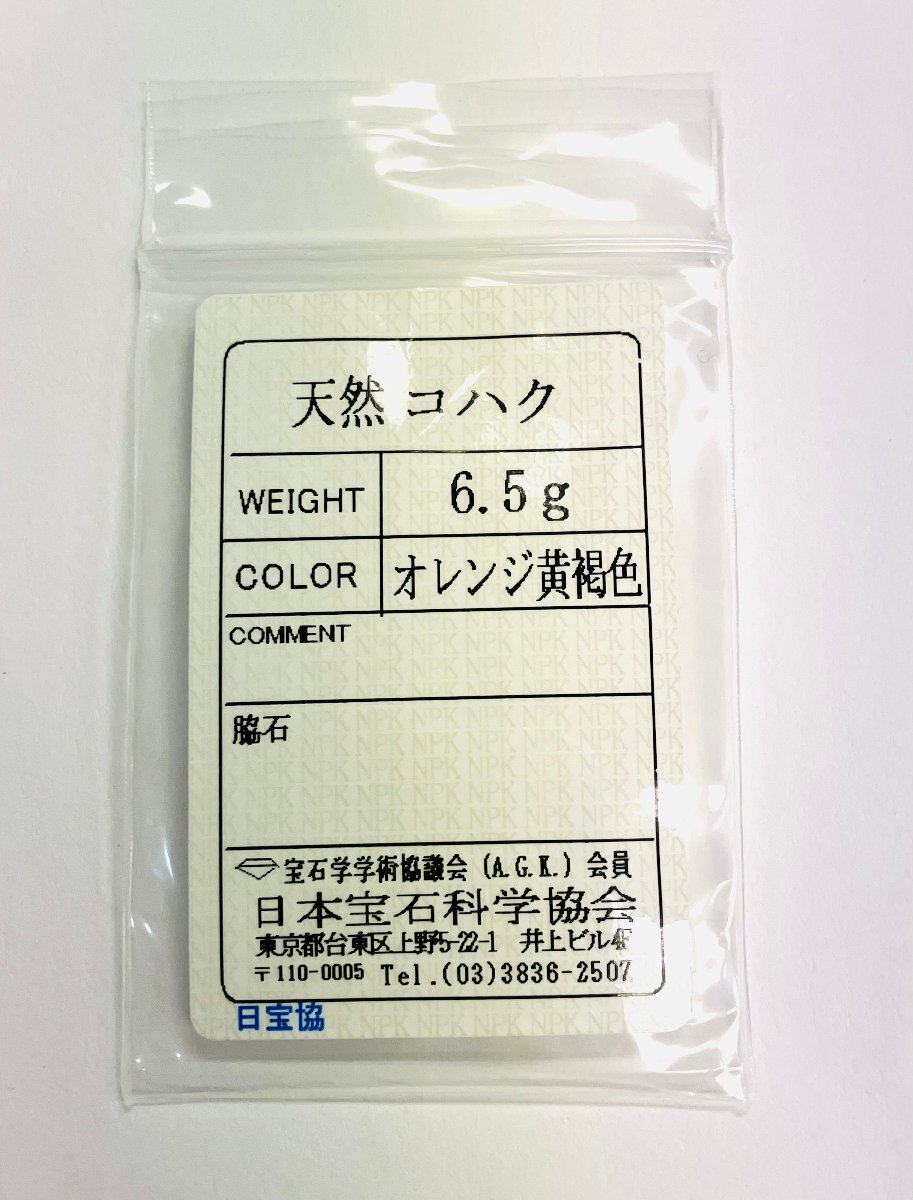 天然 コハク
WEIGHT 6.5g
COLOR オレンジ黄褐色
COMMENT
脇石
宝石学学術協議会(A.G.K.)会員
日本宝石科学協会
東京都台東区上野5-22-1 井上ビル4F
〒110-0005 Tel.(03)3836-2507
日宝協